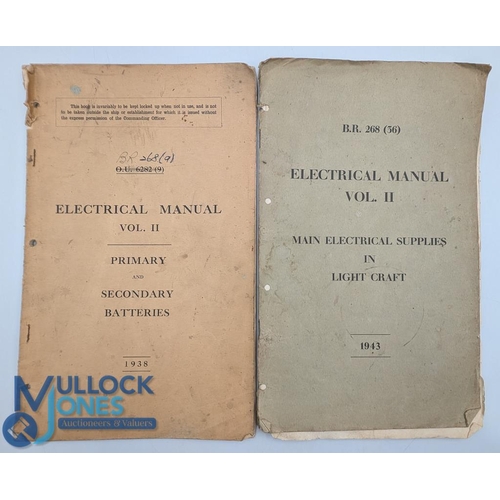 This book is invariably to be kept locked up when not in use, and is not
to be taken outside the ship or establishment for which it is issued without
the express permission of the Commanding Officer.
BR 268(9)
O.U. 6282 (9)
ELECTRICAL MANUAL
VOL. II
PRIMARY
AND
SECONDARY
BATTERIES
1938
B.R. 268 (56)
ELECTRICAL MANUAL
VOL. II
MAIN ELECTRICAL SUPPLIES
IN
LIGHT CRAFT
1943
MULLOCK
JONES
Auctioneers & Valuers